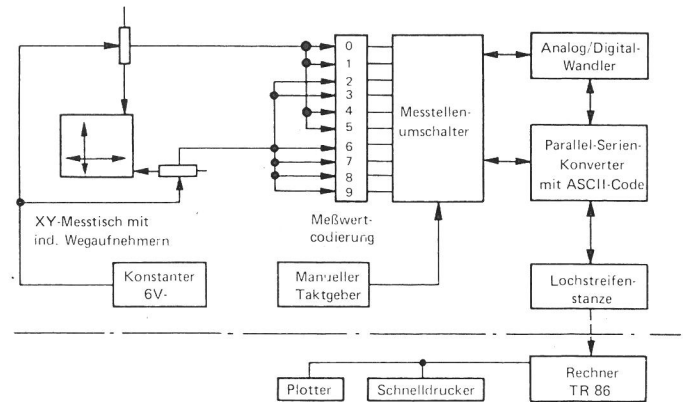 0
1
2
3
4
5
6
7
8
9
Messtellen-
umschalter
Analog/Digital-
Wandler
Parallel-Serien-
Konverter
mit ASCII-Code
XY-Messtisch mit
ind. Wegaufnehmern
Meßwert-
codierung
Konstanter
6V-
Manueller
Taktgeber
Lochstreifen-
stanze
Plotter
Schnelldrucker
Rechner
TR 86